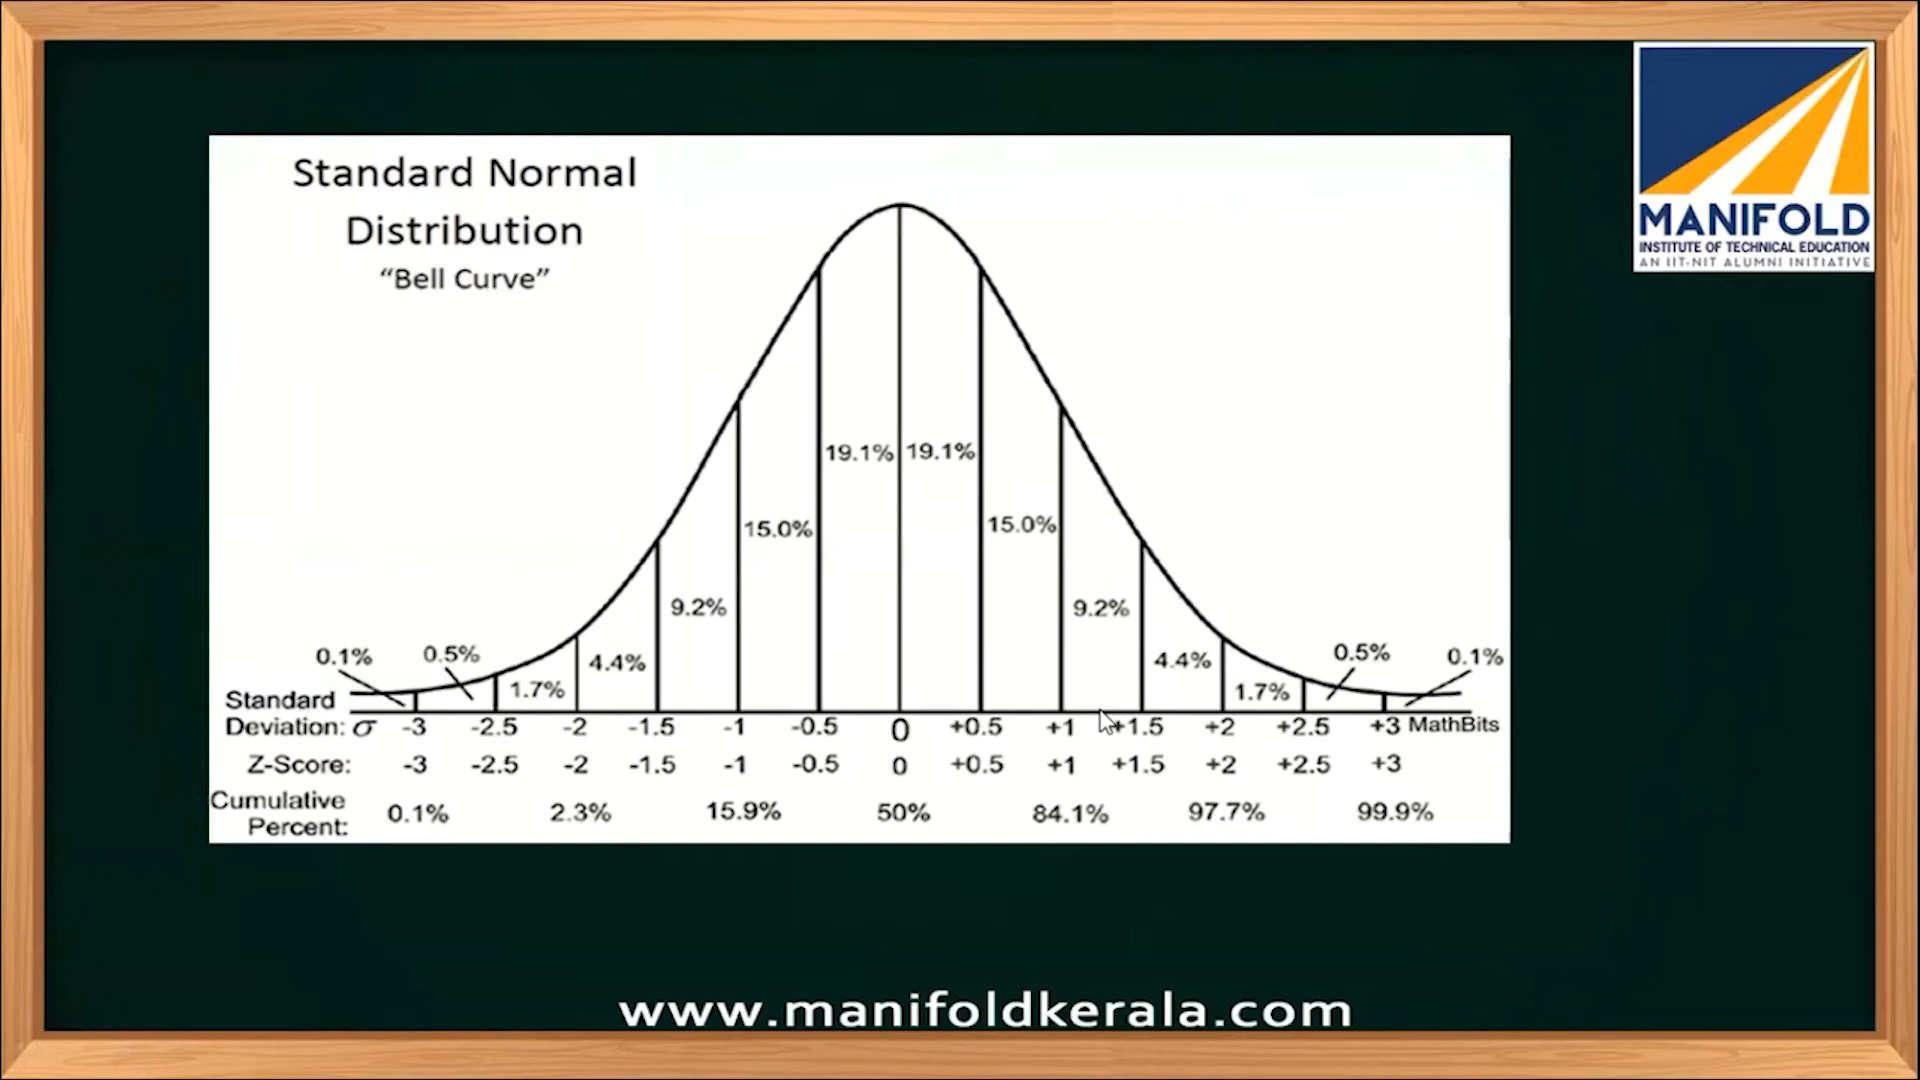 Standard Normal
Distribution
“Bell Curve”
MANIFOLD
INSTITUTE OF TECHNICAL EDUCATION
AN IIT-NIT ALUMNI INITIATIVE
19.1% 19.1%
15.0% 15.0%
9.2% 9.2%
0.1% 0.5% 4.4% 4.4% 0.5% 0.1%
1.7% 1.7%
Standard
Deviation: σ -3 -2.5 -2 -1.5 -1 -0.5 0 +0.5 +1 +1.5 +2 +2.5 +3 MathBits
Z-Score: -3 -2.5 -2 -1.5 -1 -0.5 0 +0.5 +1 +1.5 +2 +2.5 +3
Cumulative
Percent: 0.1% 2.3% 15.9% 50% 84.1% 97.7% 99.9%
www.manifoldkerala.com